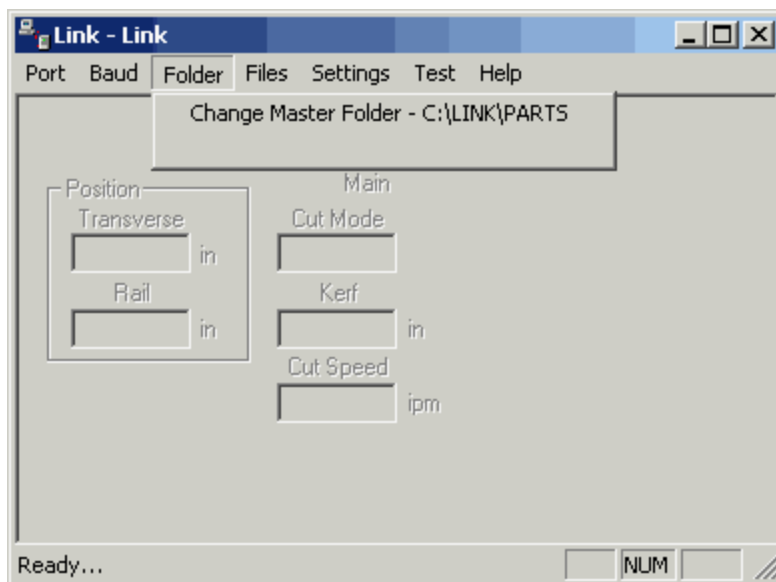 Link - Link
Port Baud Folder Files Settings Test Help
Change Master Folder - C:\LINK\PARTS
Position
Main
Transverse
Cut Mode
in
Rail
Kerf
in
in
Cut Speed
ipm
Ready...
NUM